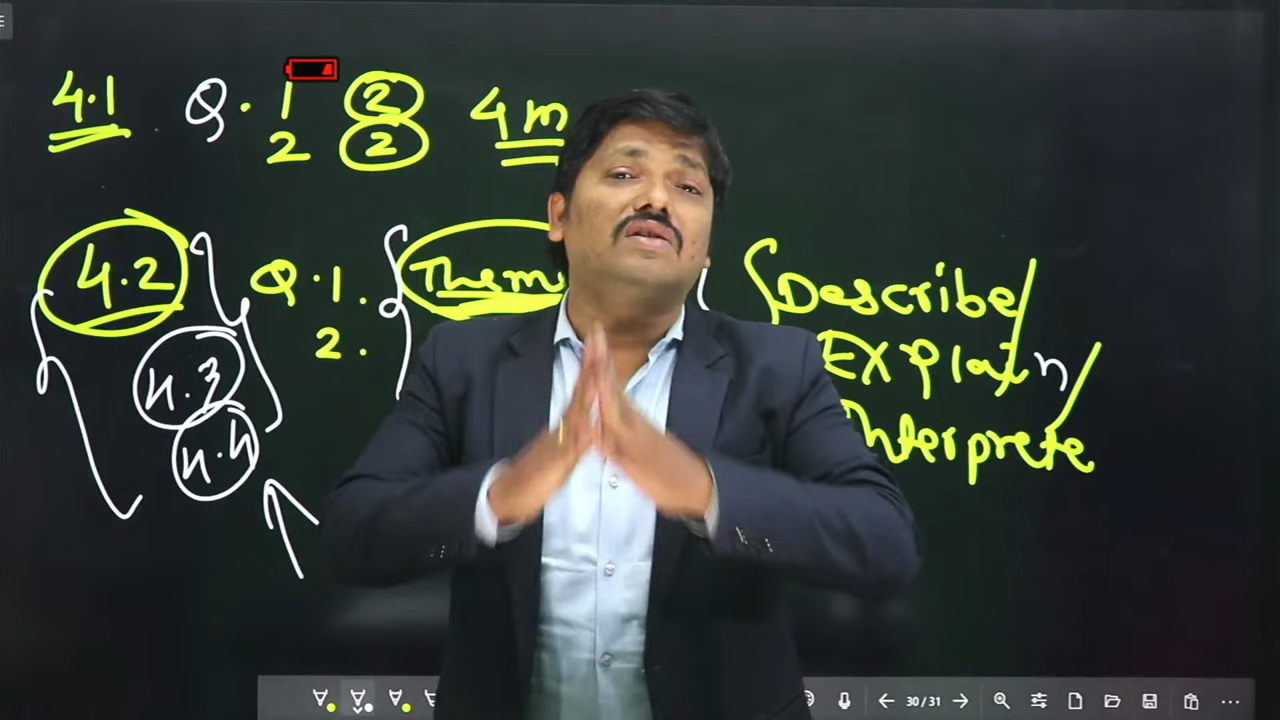 4.1 Q. 1 2 4m
2 2
4.2 Q.1. Describe/
4.3 2. Explain/
4.4 Interprete
30/31